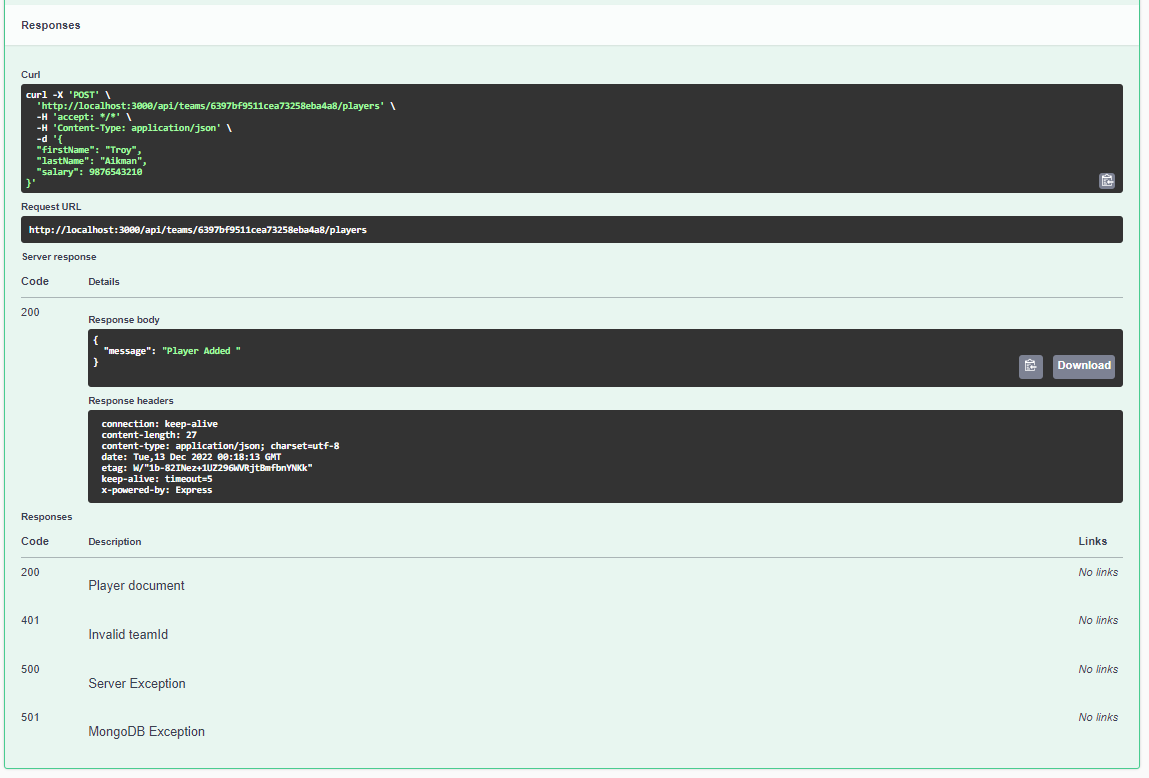 Responses
Curl
curl -X 'POST' \
  'http://localhost:3000/api/teams/6397bf9511cea73258eba4a8/players' \
  -H 'accept: */*' \
  -H 'Content-Type: application/json' \
  -d '{
  "firstName": "Troy",
  "lastName": "Aikman",
  "salary": 9876543210
}'
Request URL
http://localhost:3000/api/teams/6397bf9511cea73258eba4a8/players
Server response
Code Details
200
Response body
{
  "message": "Player Added "
}
Download
Response headers
connection: keep-alive
content-length: 27
content-type: application/json; charset=utf-8
date: Tue,13 Dec 2022 00:18:13 GMT
etag: W/"1b-82INez+1UZ296WVRjtBmfbnYNKk"
keep-alive: timeout=5
x-powered-by: Express
Responses
Code Description Links
200 No links
Player document
401 No links
Invalid teamId
500 No links
Server Exception
501 No links
MongoDB Exception